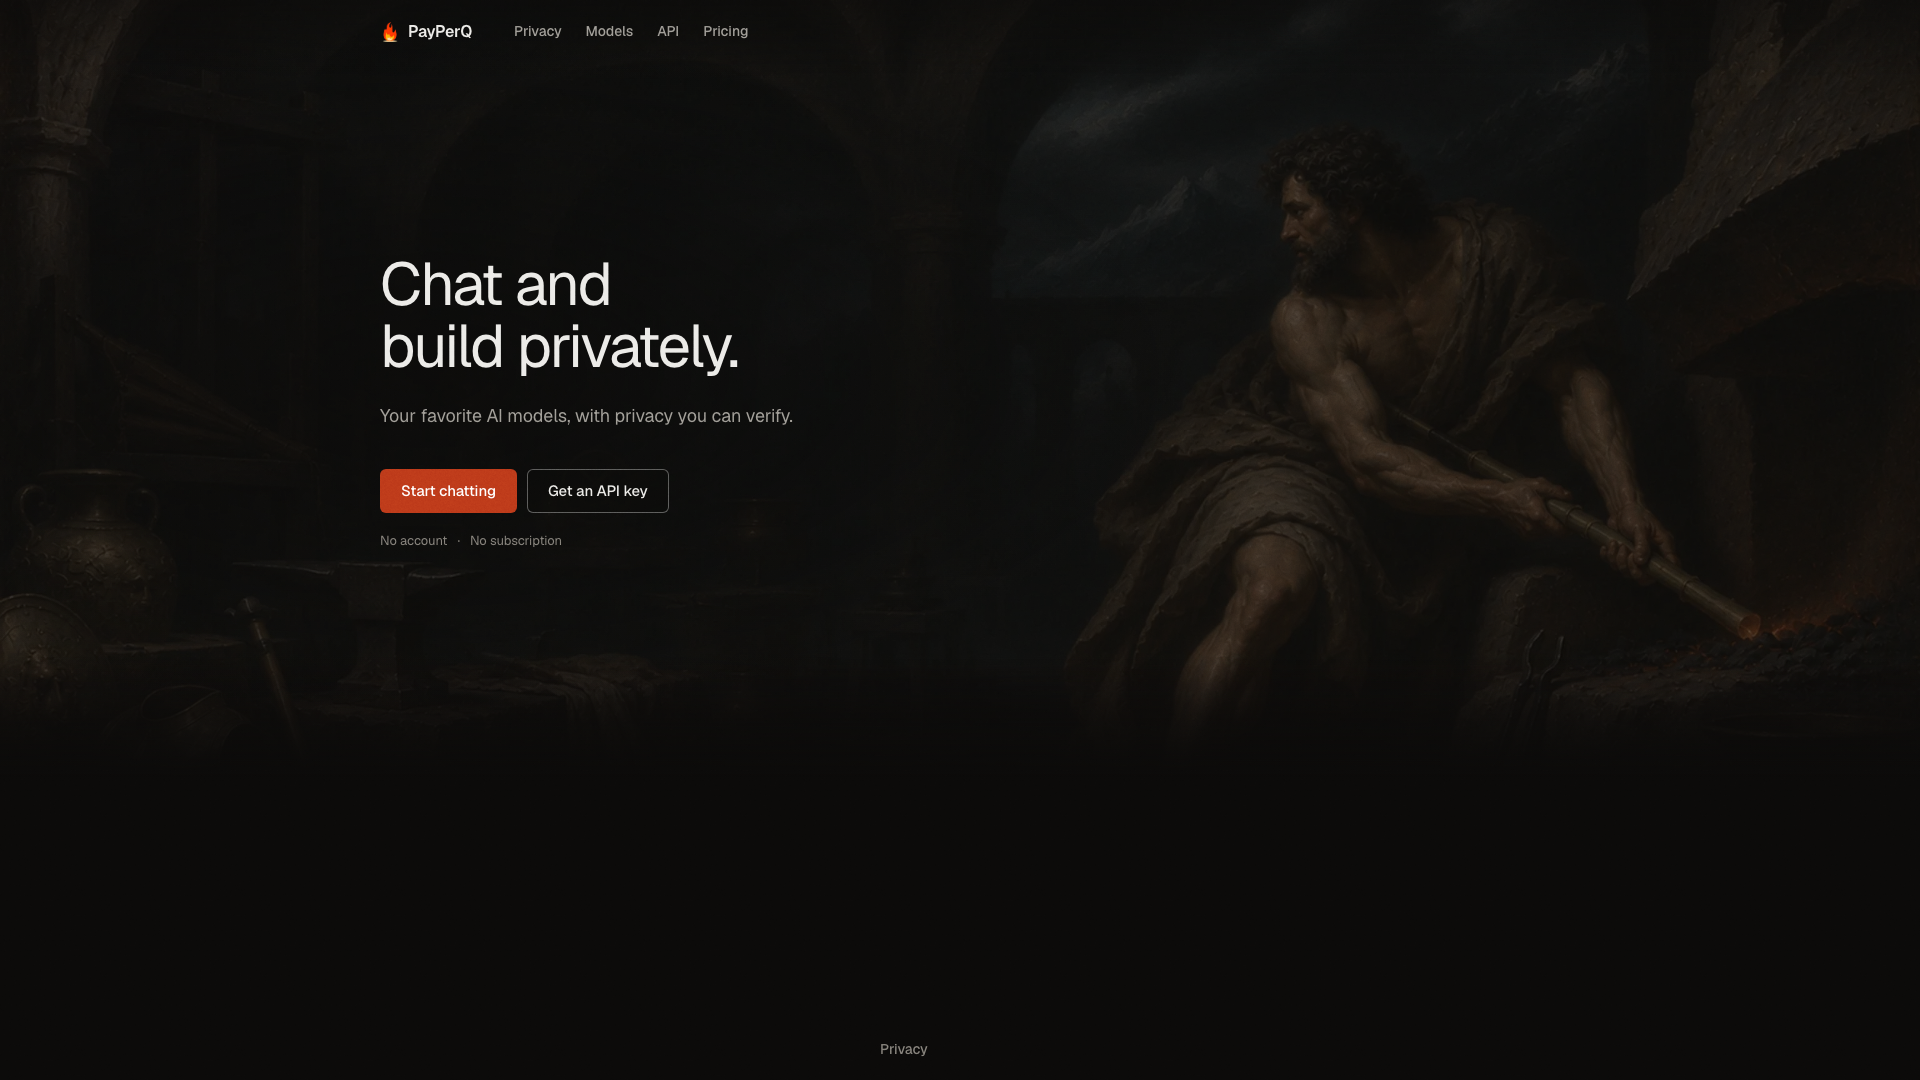 PayPerQ
Privacy
Models
API
Pricing
Chat and
build privately.
Your favorite AI models, with privacy you can verify.
Start chatting
Get an API key
No account · No subscription
Privacy